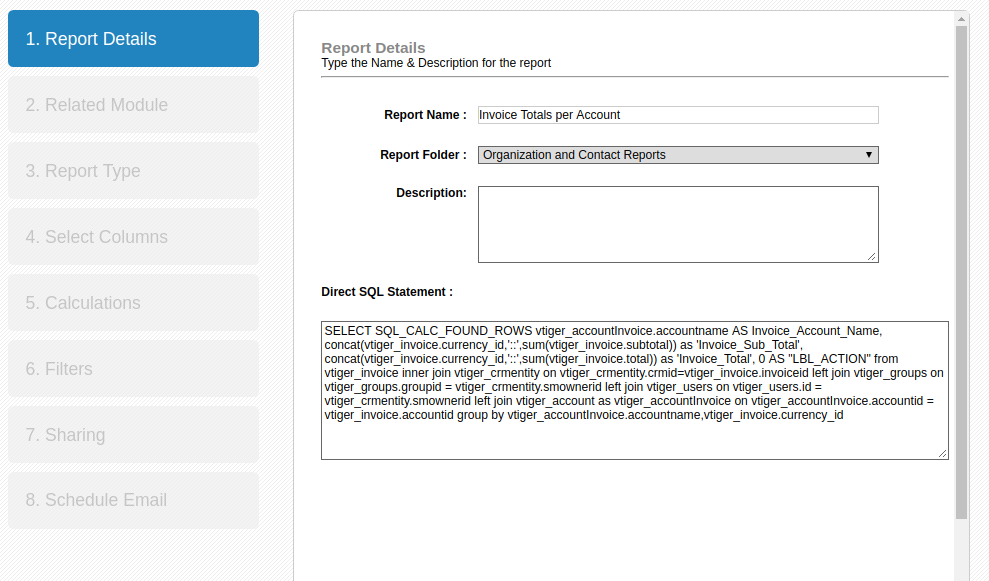 1. Report Details
2. Related Module
3. Report Type
4. Select Columns
5. Calculations
6. Filters
7. Sharing
8. Schedule Email
Report Details
Type the Name & Description for the report
Report Name : Invoice Totals per Account
Report Folder : Organization and Contact Reports
Description:
Direct SQL Statement :
SELECT SQL_CALC_FOUND_ROWS vtiger_accountInvoice.accountname AS Invoice_Account_Name,
concat(vtiger_invoice.currency_id,'::',sum(vtiger_invoice.subtotal)) as 'Invoice_Sub_Total',
concat(vtiger_invoice.currency_id,'::',sum(vtiger_invoice.total)) as 'Invoice_Total', 0 AS "LBL_ACTION" from
vtiger_invoice inner join vtiger_crmentity on vtiger_crmentity.crmid=vtiger_invoice.invoiceid left join vtiger_groups on
vtiger_groups.groupid = vtiger_crmentity.smownerid left join vtiger_users on vtiger_users.id =
vtiger_crmentity.smownerid left join vtiger_account as vtiger_accountInvoice on vtiger_accountInvoice.accountid =
vtiger_invoice.accountid group by vtiger_accountInvoice.accountname,vtiger_invoice.currency_id